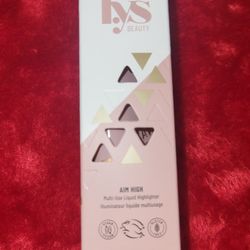 Lys
BEAUTY
AIM HIGH
Multi-Use Liquid Highlighter
Illuminateur liquide multiusage